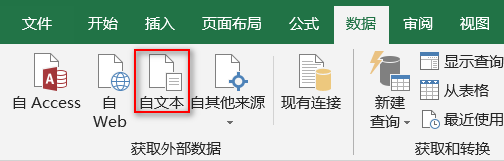 文件 开始 插入 页面布局 公式 数据 审阅 视图
自 Access
自
Web
自文本
自其他来源
现有连接
新建
查询
显示查询
从表格
最近使用
获取外部数据
获取和转换